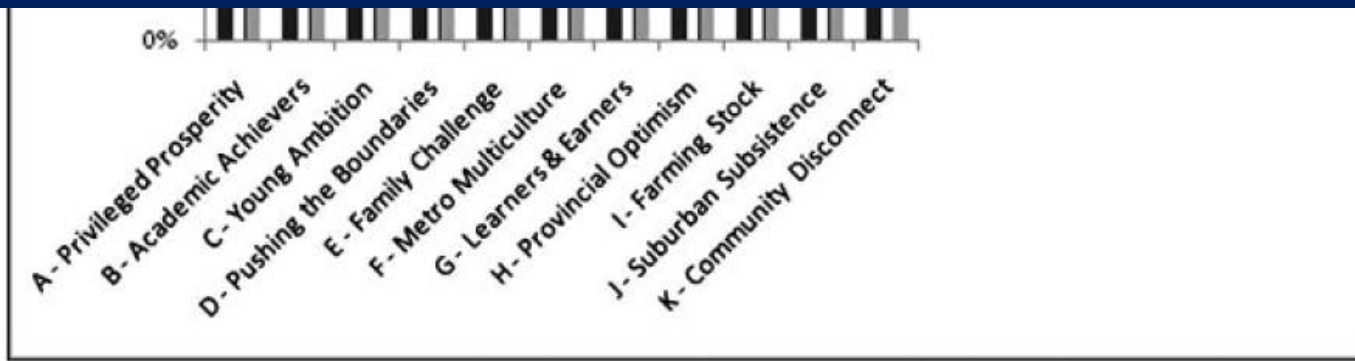 0%
A - Privileged Prosperity
B - Academic Achievers
C - Young Ambition
D - Pushing the Boundaries
E - Family Challenge
F - Metro Multiculture
G - Learners & Earners
H - Provincial Optimism
I - Farming Stock
J - Suburban Subsistence
K - Community Disconnect